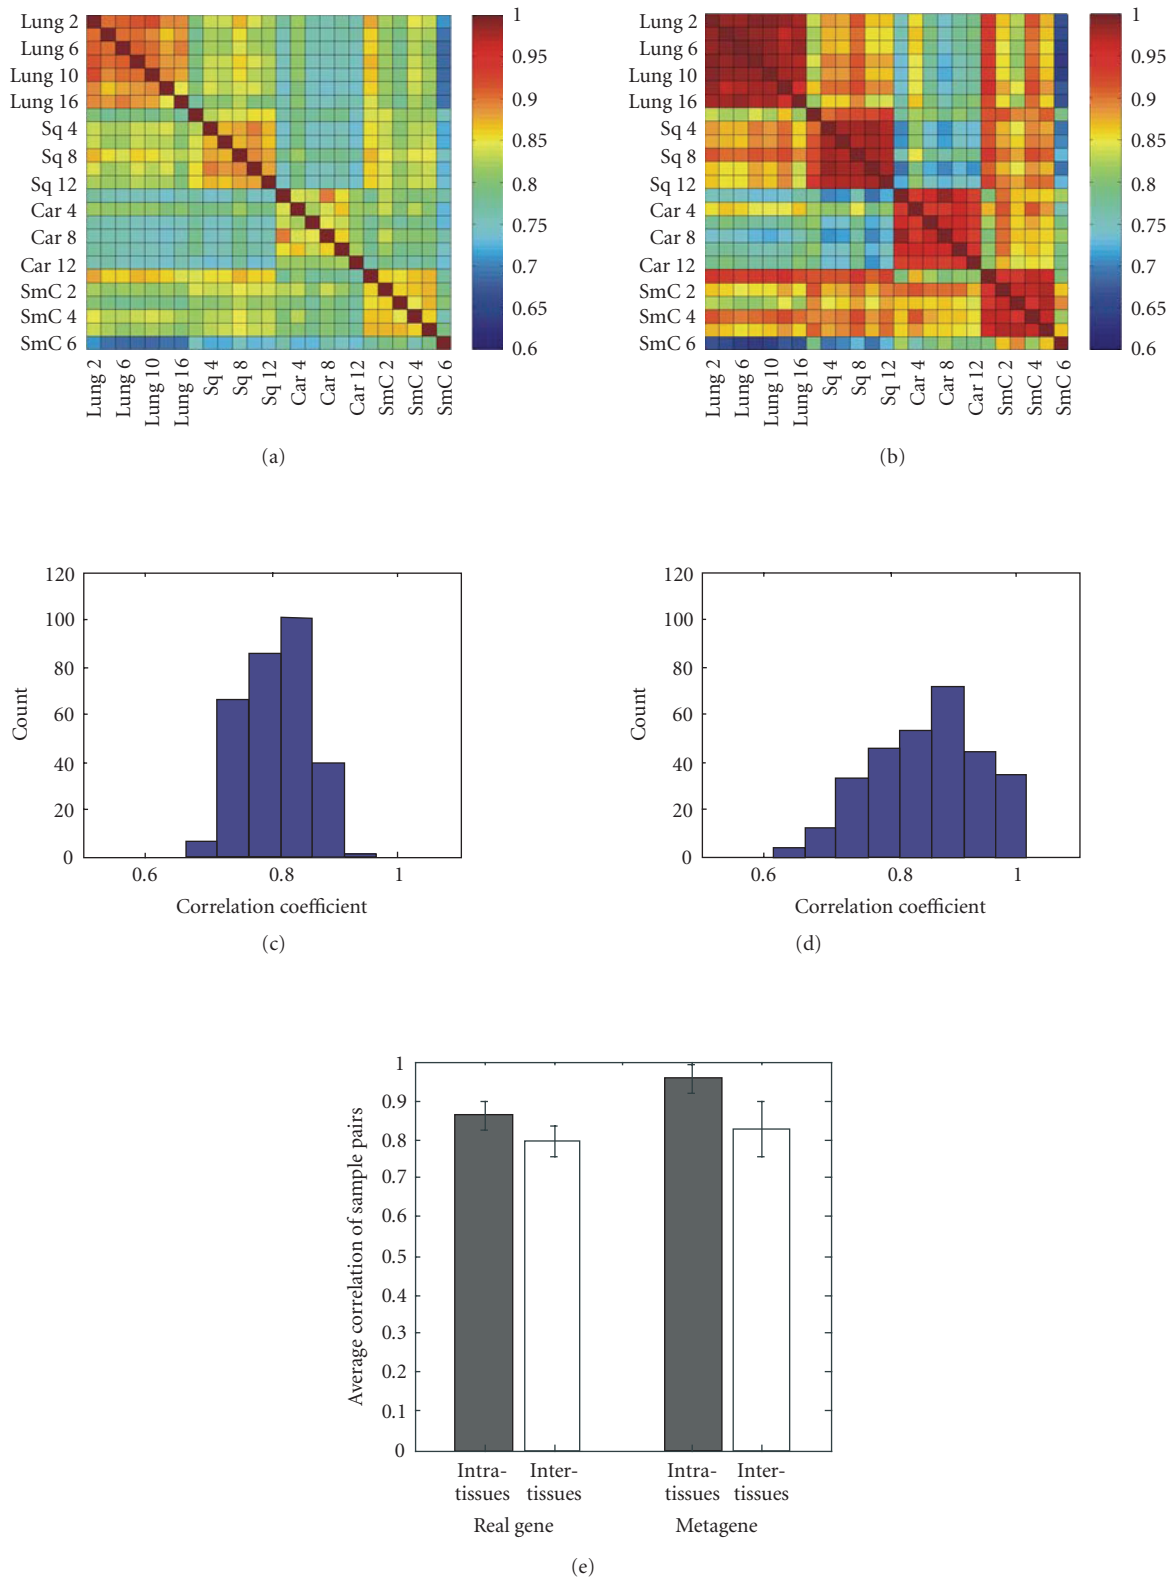 Lung 2
Lung 6
Lung 10
Lung 16
Sq 4
Sq 8
Sq 12
Car 4
Car 8
Car 12
SmC 2
SmC 4
SmC 6
Lung 2
Lung 6
Lung 10
Lung 16
Sq 4
Sq 8
Sq 12
Car 4
Car 8
Car 12
SmC 2
SmC 4
SmC 6
1
0.95
0.9
0.85
0.8
0.75
0.7
0.65
0.6
(a)
Lung 2
Lung 6
Lung 10
Lung 16
Sq 4
Sq 8
Sq 12
Car 4
Car 8
Car 12
SmC 2
SmC 4
SmC 6
Lung 2
Lung 6
Lung 10
Lung 16
Sq 4
Sq 8
Sq 12
Car 4
Car 8
Car 12
SmC 2
SmC 4
SmC 6
1
0.95
0.9
0.85
0.8
0.75
0.7
0.65
0.6
(b)
120
100
80
60
40
20
0
Count
0.6 0.8 1
Correlation coefficient
(c)
120
100
80
60
40
20
0
Count
0.6 0.8 1
Correlation coefficient
(d)
1
0.9
0.8
0.7
0.6
0.5
0.4
0.3
0.2
0.1
0
Average correlation of sample pairs
Intra- Inter- Intra- Inter-
tissues tissues tissues tissues
Real gene Metagene
(e)